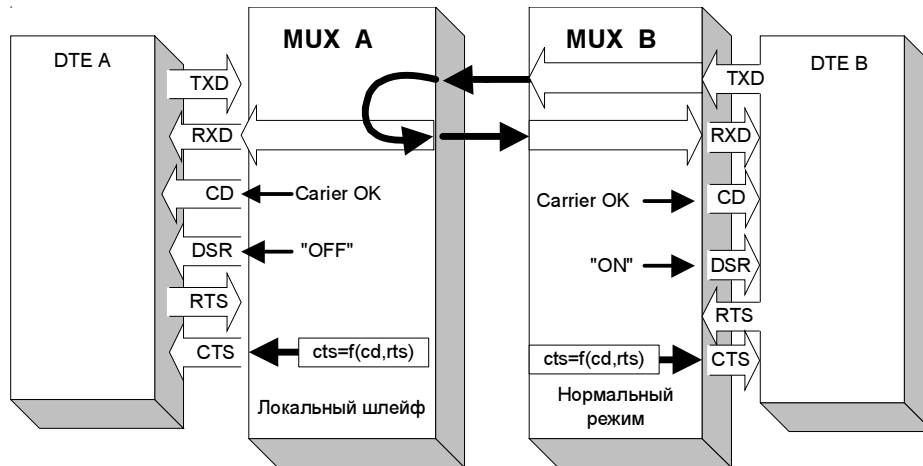 DTE A
MUX A
MUX B
DTE B
TXD
TXD
RXD
RXD
CD
Carier OK
Carrier OK
CD
DSR
"OFF"
"ON"
DSR
RTS
RTS
CTS
cts=f(cd,rts)
cts=f(cd,rts)
CTS
Локальный шлейф
Нормальный
режим